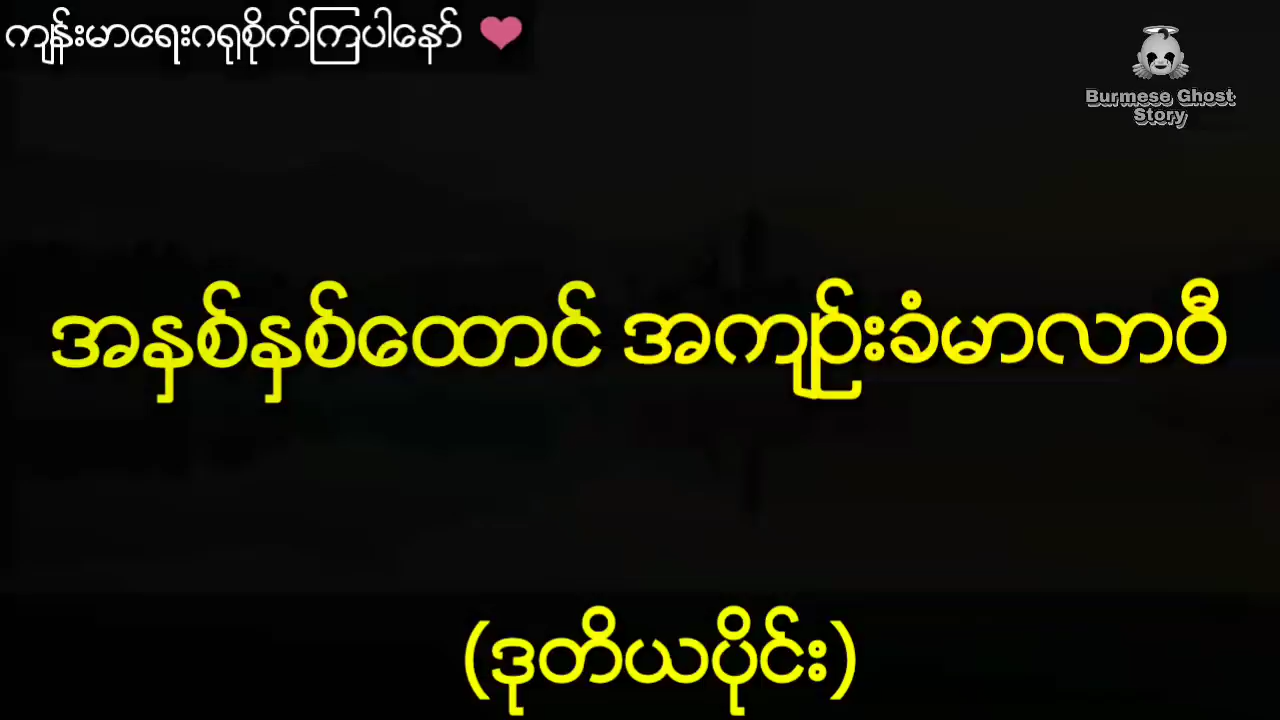 ကျန်းမာရေးဂရုစိုက်ကြပါနော် ❤
Burmese Ghost
Story
အနှစ်နှစ်ထောင် အကျဉ်းခံမာလာဝီ
(ဒုတိယပိုင်း)